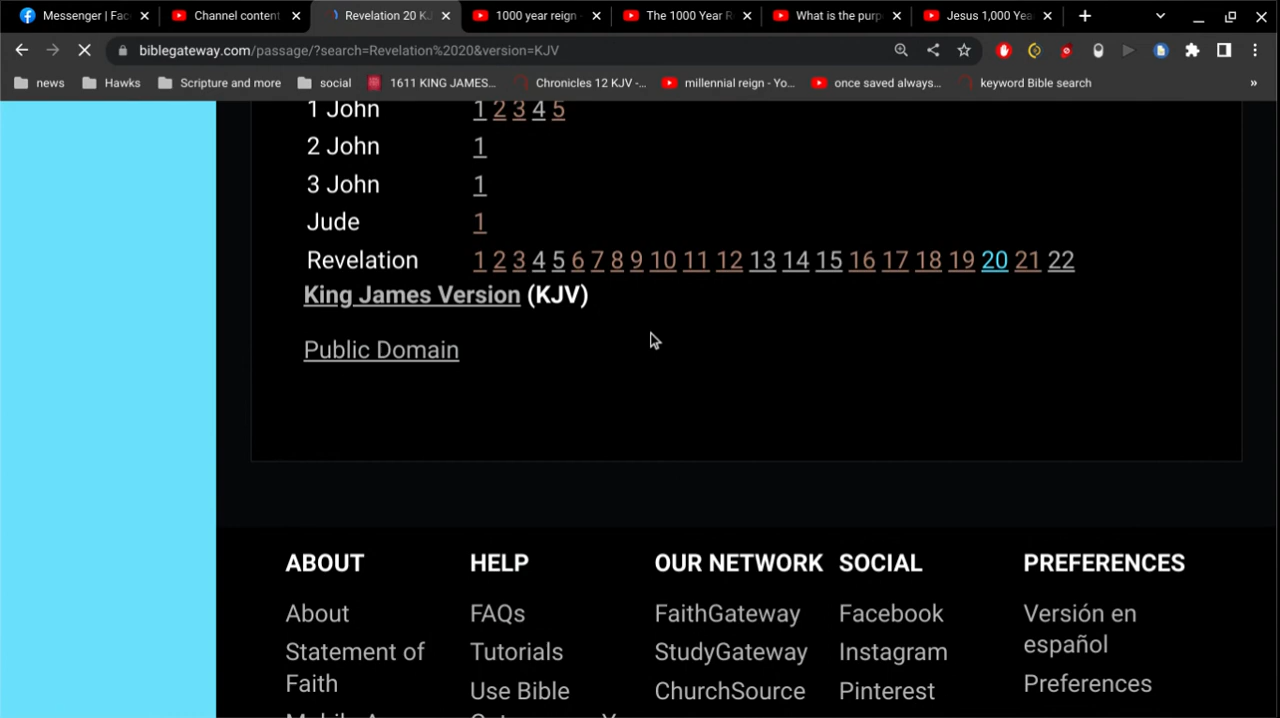 Messenger | Fac
Channel content
Revelation 20 KJ
1000 year reign -
The 1000 Year R
What is the purp
Jesus 1,000 Yea
biblegateway.com/passage/?search=Revelation%2020&version=KJV
news
Hawks
Scripture and more
social
1611 KING JAMES...
Chronicles 12 KJV -...
millennial reign - Yo...
once saved always...
keyword Bible search
»
1 John 1 2 3 4 5
2 John 1
3 John 1
Jude 1
Revelation 1 2 3 4 5 6 7 8 9 10 11 12 13 14 15 16 17 18 19 20 21 22
King James Version (KJV)
Public Domain
ABOUT HELP OUR NETWORK SOCIAL PREFERENCES
About FAQs FaithGateway Facebook Versión en
español
Statement of Tutorials StudyGateway Instagram
Faith Use Bible ChurchSource Pinterest Preferences